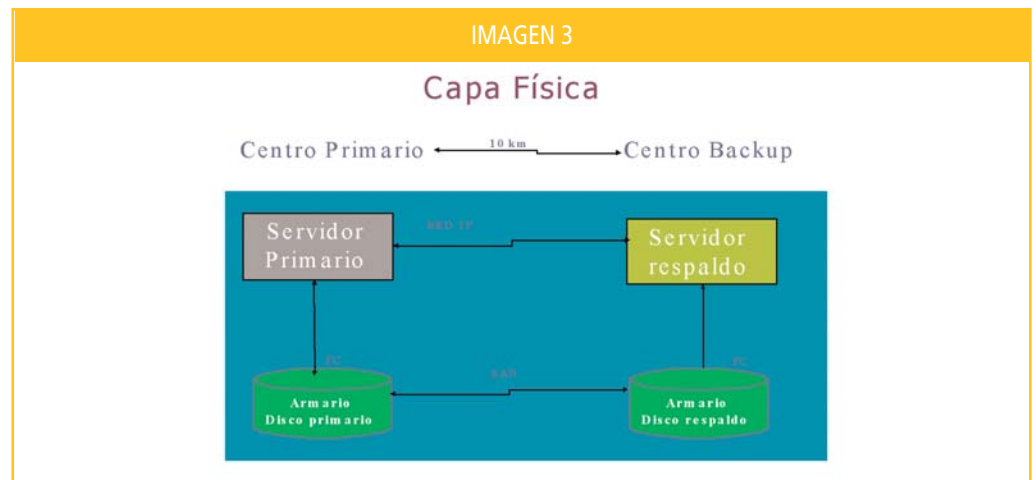 IMAGEN 3
Capa Física
Centro Primario
10 km
Centro Backup
Servidor
Primario
RED IP
Servidor
respaldo
FC
SAN
FC
Armario
Disco primario
Armario
Disco respaldo